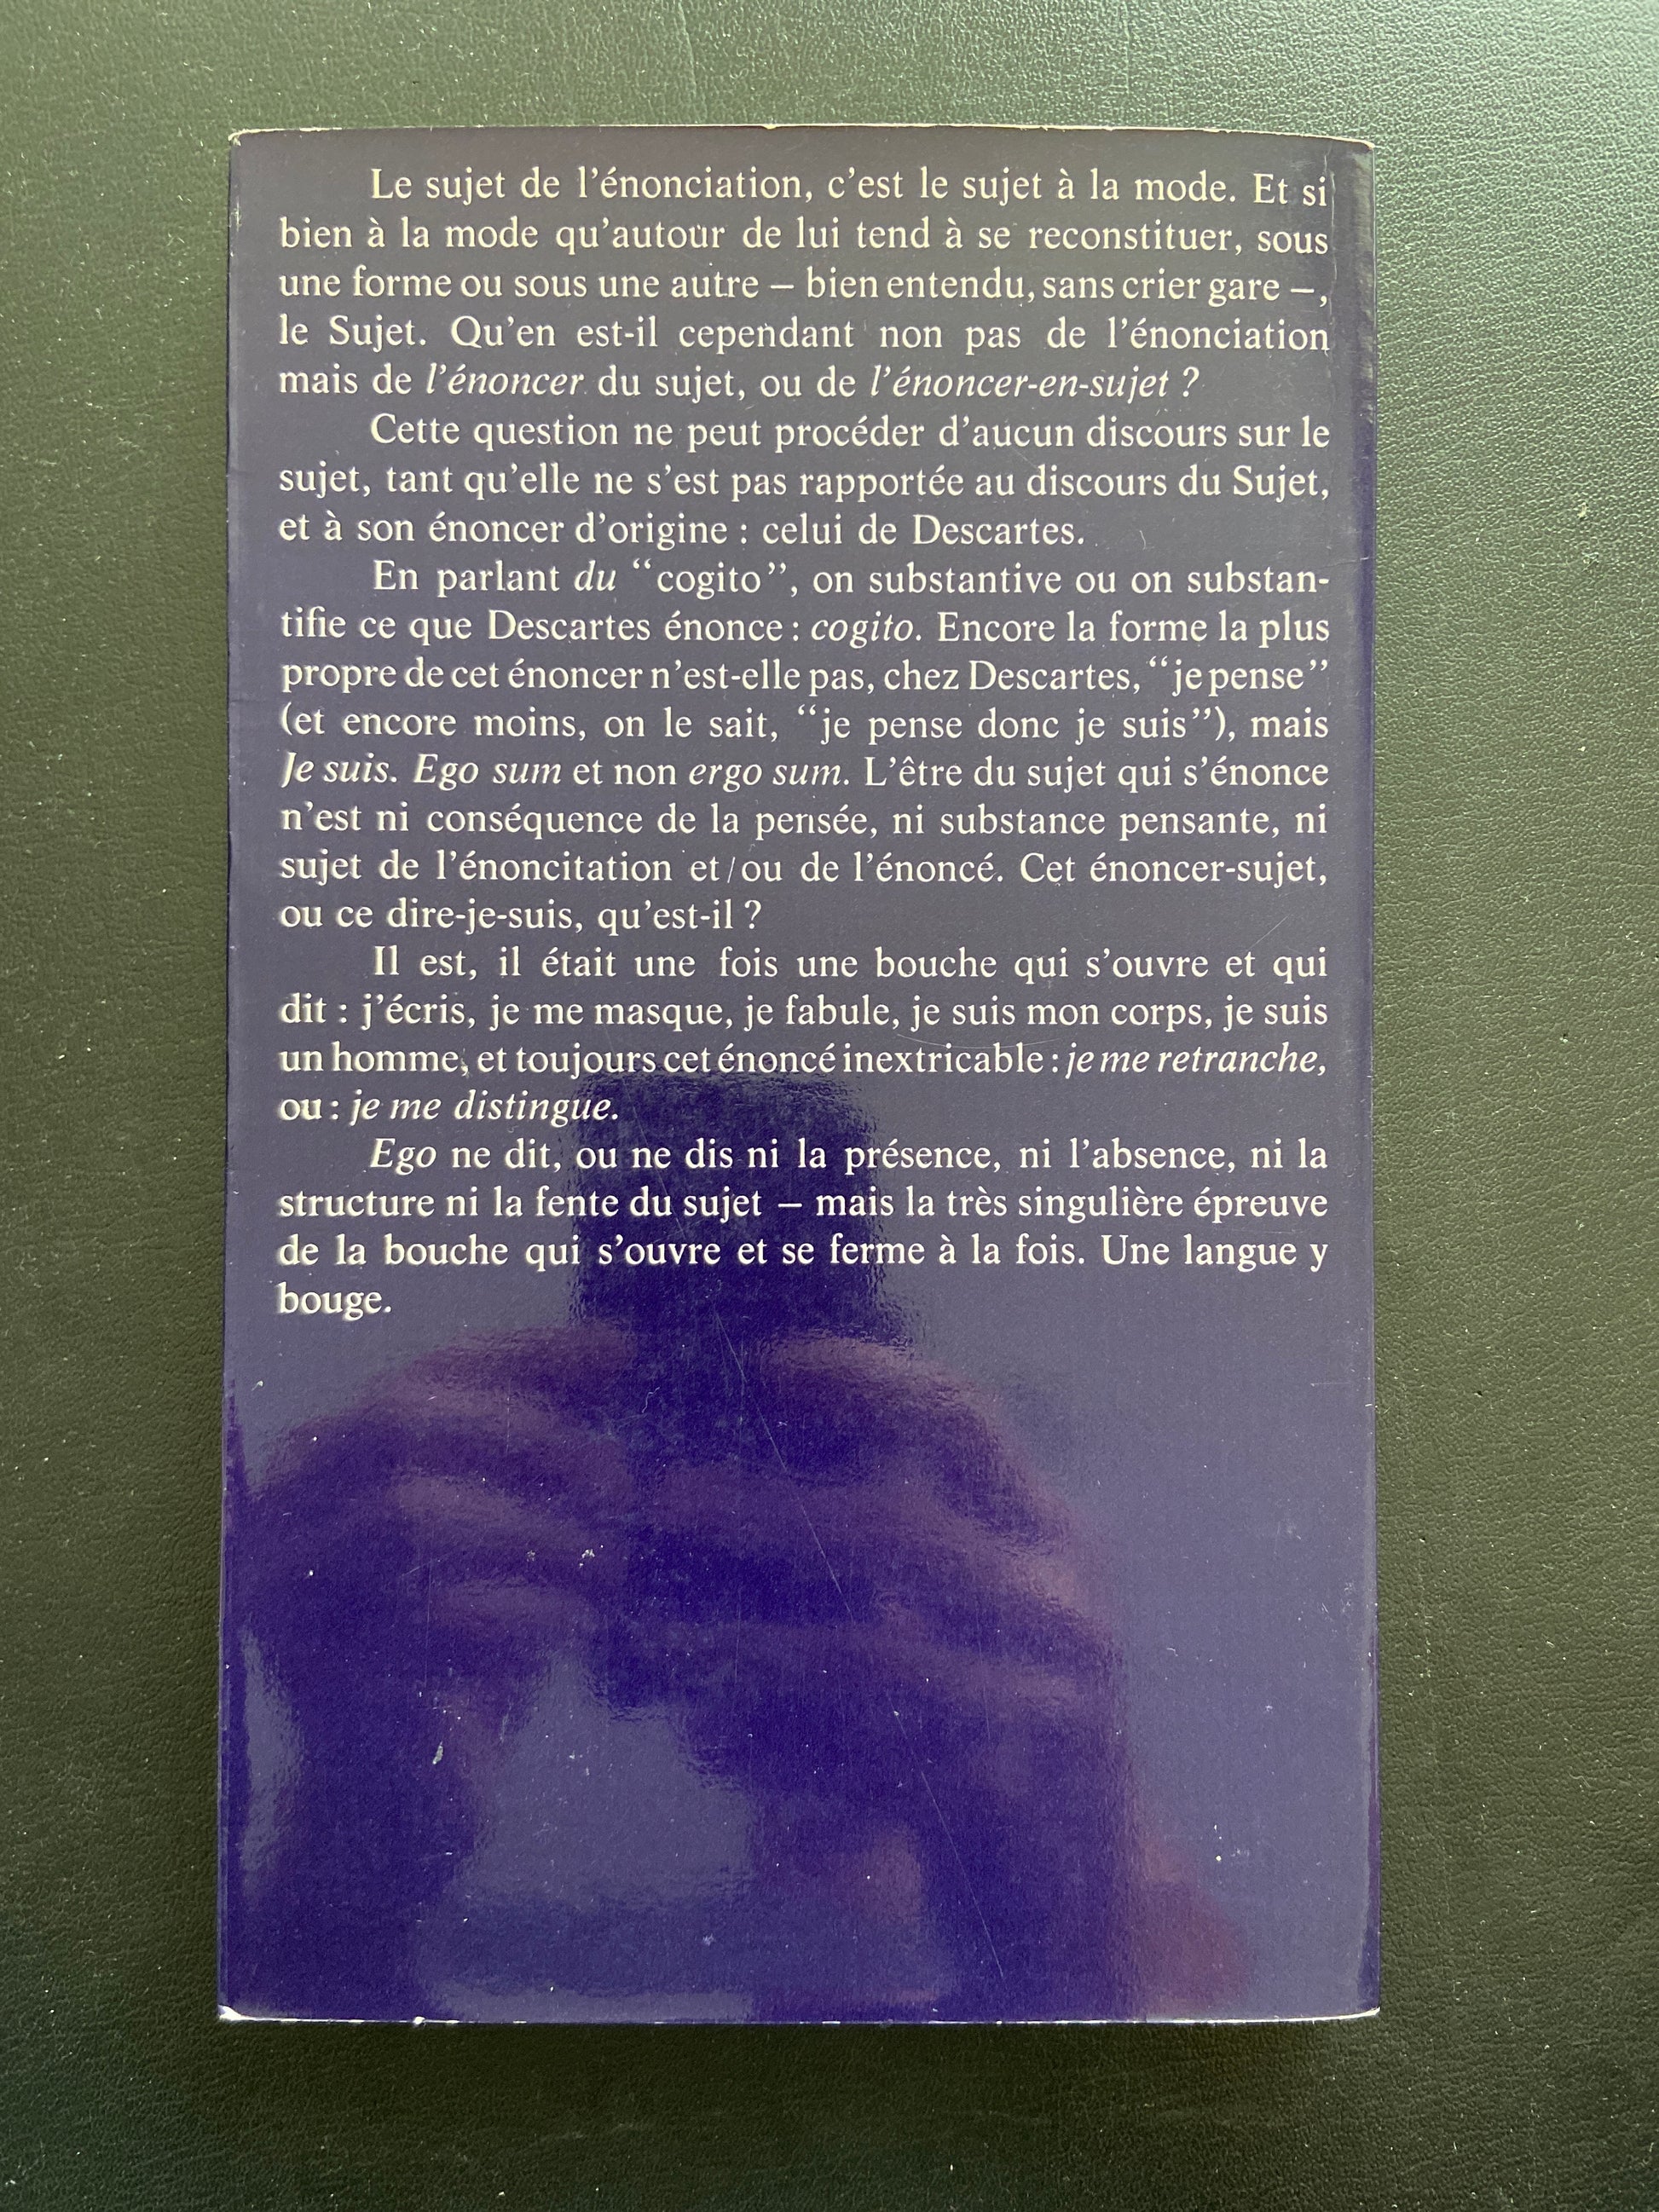 Le sujet de l’énonciation, c’est le sujet à la mode. Et si
bien à la mode qu’autour de lui tend à se reconstituer, sous
une forme ou sous une autre – bien entendu, sans crier gare –,
le Sujet. Qu’en est-il cependant non pas de l’énonciation
mais de l’énoncer du sujet, ou de l’énoncer-en-sujet ?
Cette question ne peut procéder d’aucun discours sur le
sujet, tant qu’elle ne s’est pas rapportée au discours du Sujet,
et à son énoncer d’origine : celui de Descartes.
En parlant du “cogito”, on substantive ou on substan-
tifie ce que Descartes énonce : cogito. Encore la forme la plus
propre de cet énoncer n’est-elle pas, chez Descartes, “je pense”
(et encore moins, on le sait, “je pense donc je suis”), mais
Je suis. Ego sum et non ergo sum. L’être du sujet qui s’énonce
n’est ni conséquence de la pensée, ni substance pensante, ni
sujet de l’énoncitation et/ou de l’énoncé. Cet énoncer-sujet,
ou ce dire-je-suis, qu’est-il ?
Il est, il était une fois une bouche qui s’ouvre et qui
dit : j’écris, je me masque, je fabule, je suis mon corps, je suis
un homme, et toujours cet énoncé inextricable : je me retranche,
ou : je me distingue.
Ego ne dit, ou ne dis ni la présence, ni l’absence, ni la
structure ni la fente du sujet – mais la très singulière épreuve
de la bouche qui s’ouvre et se ferme à la fois. Une langue y
bouge.